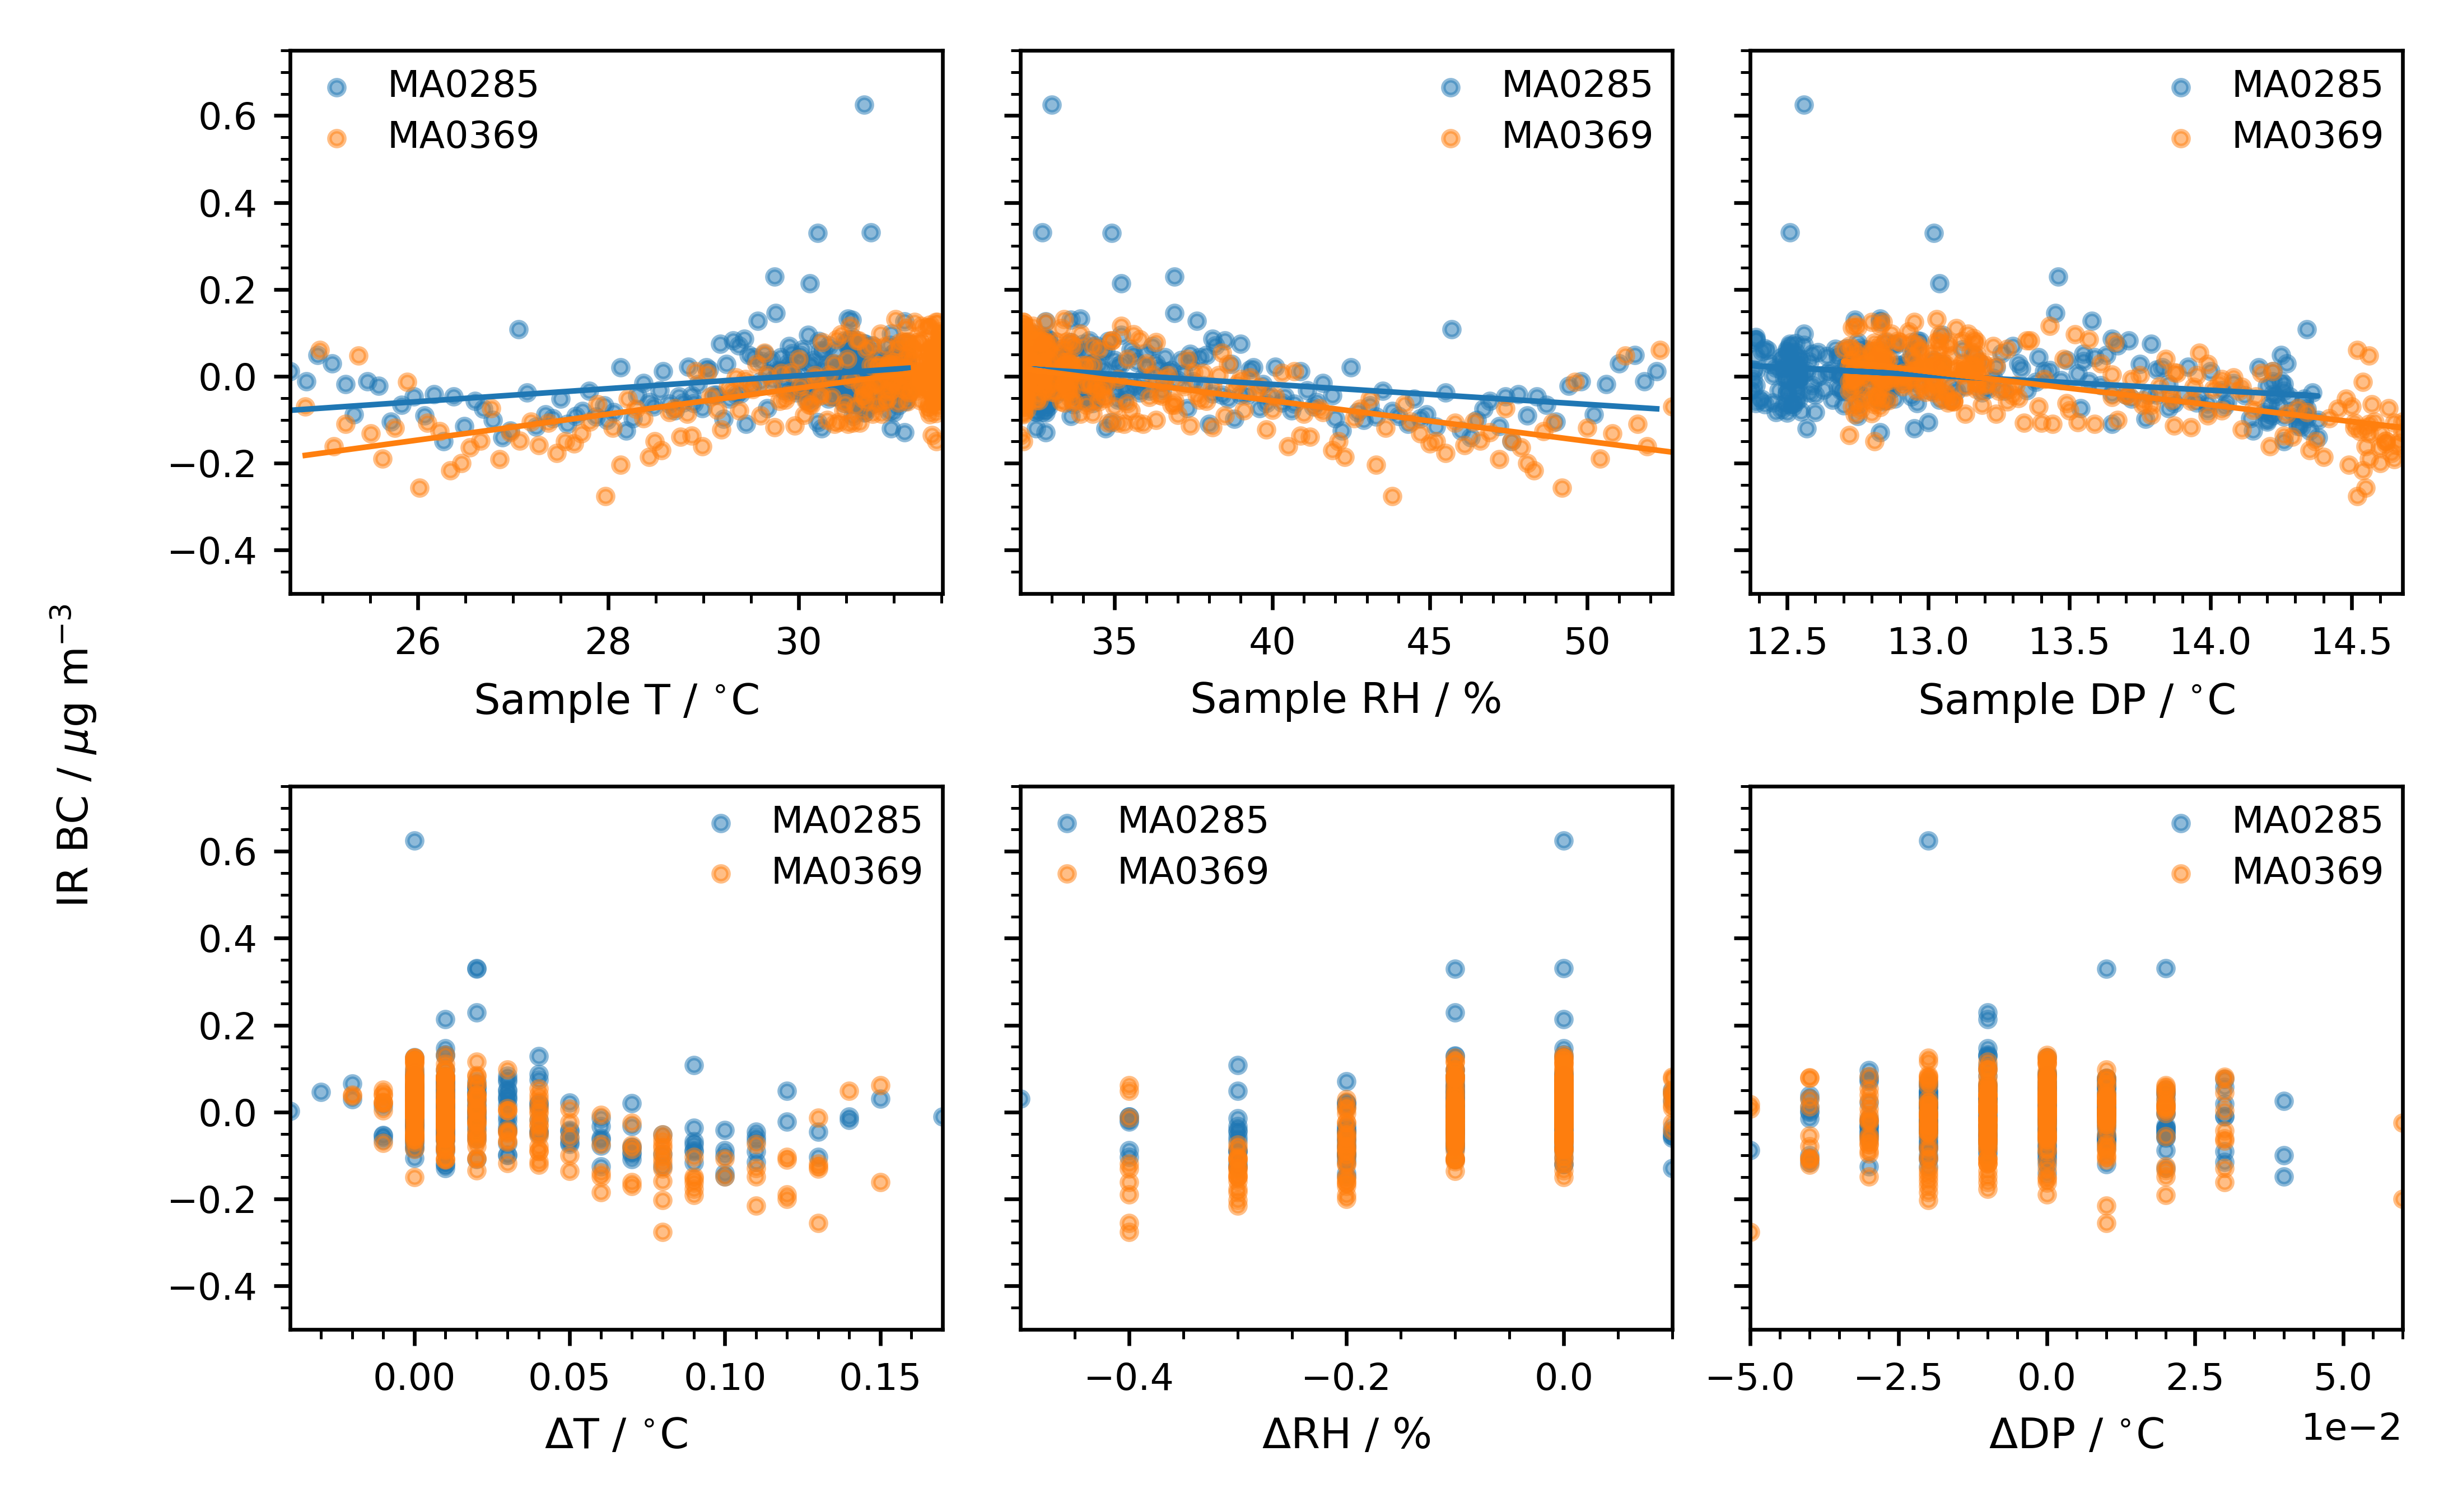 MA0285
MA0369
MA0285
MA0369
MA0285
MA0369
0.6
0.4
0.2
0.0
−0.2
−0.4
26 28 30
35 40 45 50
12.5 13.0 13.5 14.0 14.5
Sample T / °C
Sample RH / %
Sample DP / °C
IR BC / μg m⁻³
MA0285
MA0369
MA0285
MA0369
MA0285
MA0369
0.6
0.4
0.2
0.0
−0.2
−0.4
0.00 0.05 0.10 0.15
−0.4 −0.2 0.0
−5.0 −2.5 0.0 2.5 5.0
1e−2
ΔT / °C
ΔRH / %
ΔDP / °C